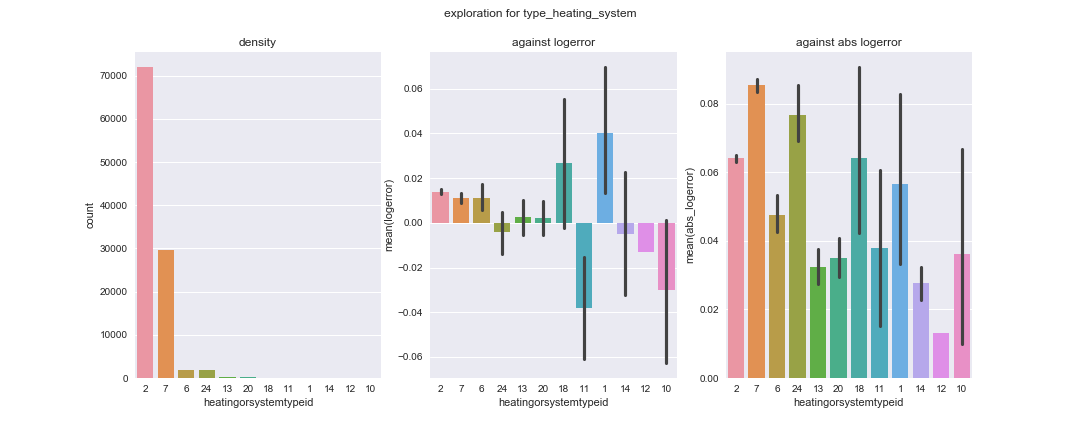 exploration for type_heating_system
density
70000
60000
50000
40000
30000
20000
10000
0
count
2 7 6 24 13 20 18 11 1 14 12 10
heatingorsystemtypeid
against logerror
0.06
0.04
0.02
0.00
−0.02
−0.04
−0.06
mean(logerror)
2 7 6 24 13 20 18 11 1 14 12 10
heatingorsystemtypeid
against abs logerror
0.08
0.06
0.04
0.02
0.00
mean(abs_logerror)
2 7 6 24 13 20 18 11 1 14 12 10
heatingorsystemtypeid